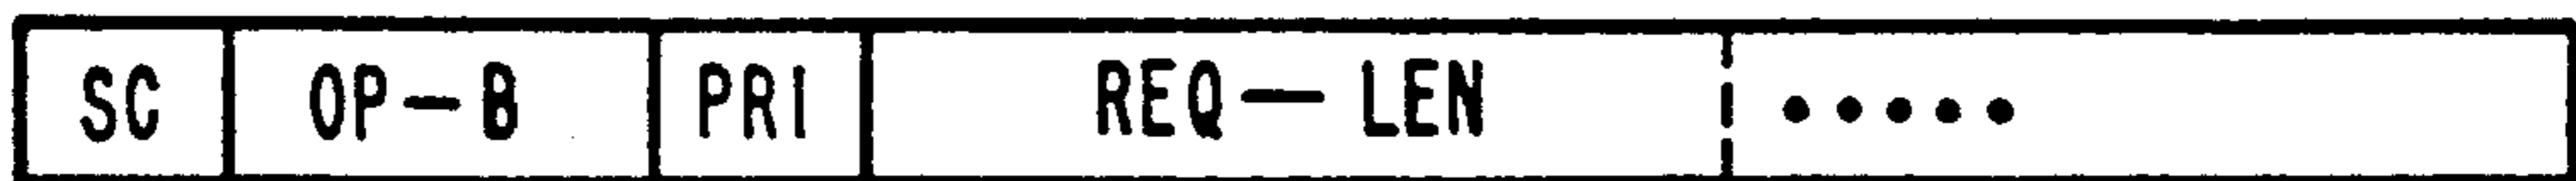 SC OP-B PRI REQ-LEN .....